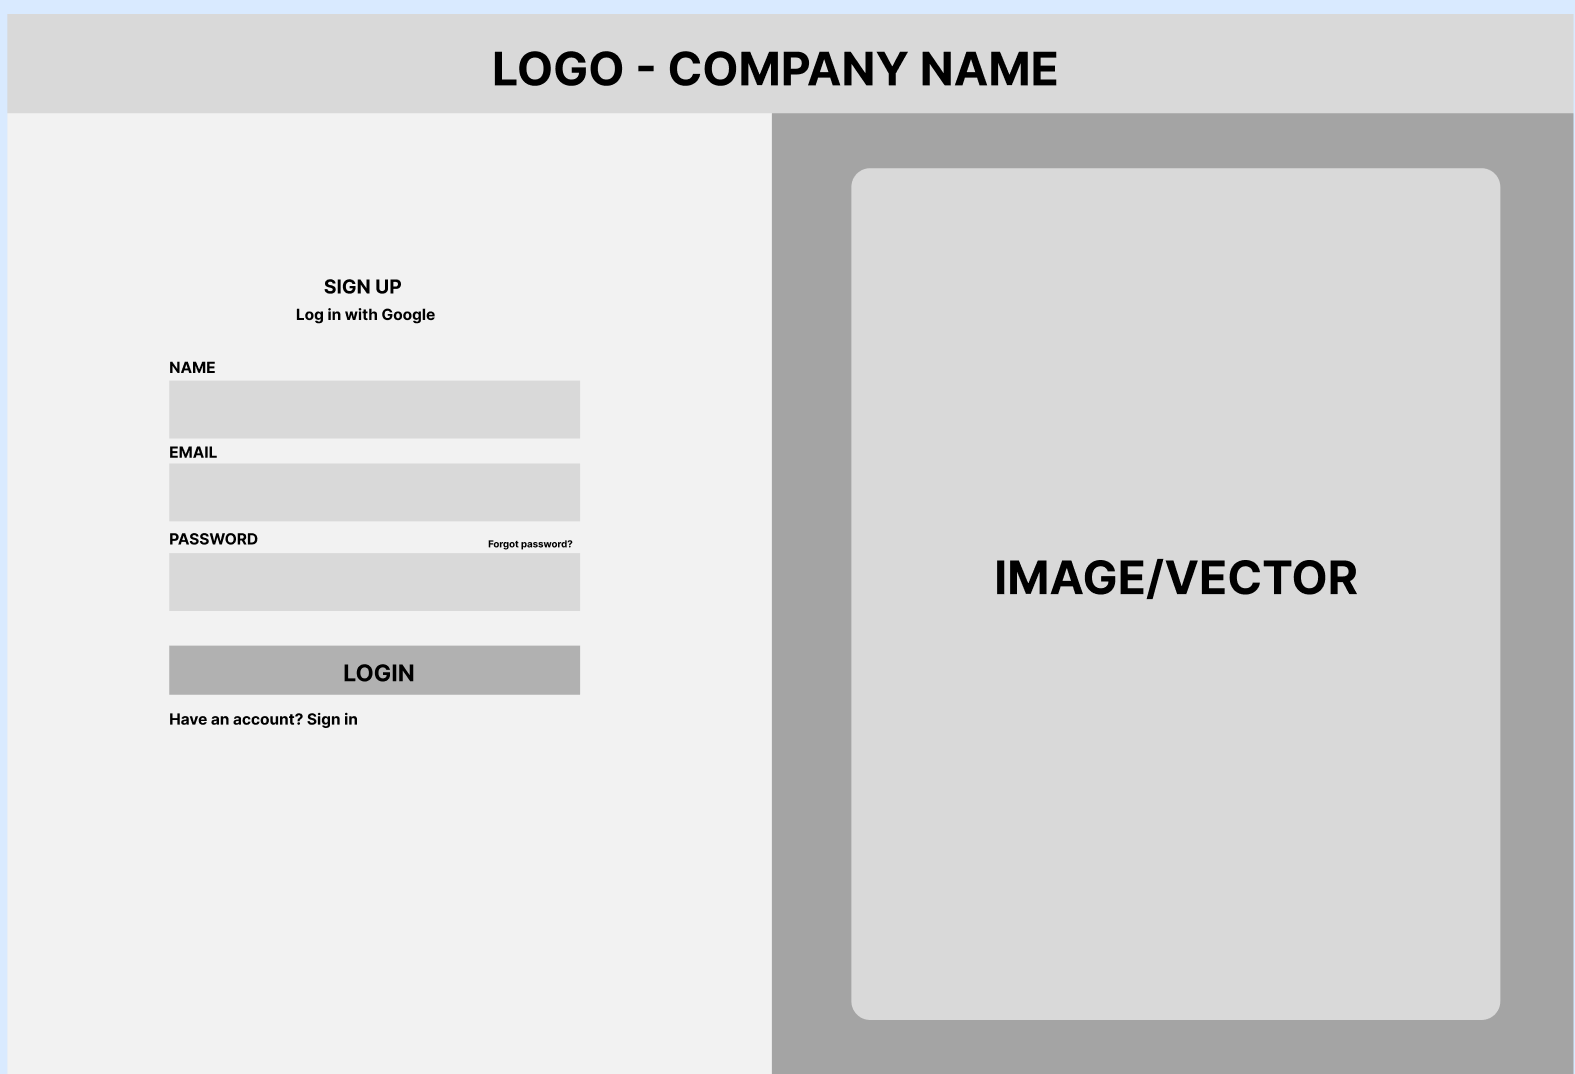 LOGO - COMPANY NAME
SIGN UP
Log in with Google
NAME
EMAIL
PASSWORD
Forgot password?
LOGIN
Have an account? Sign in
IMAGE/VECTOR